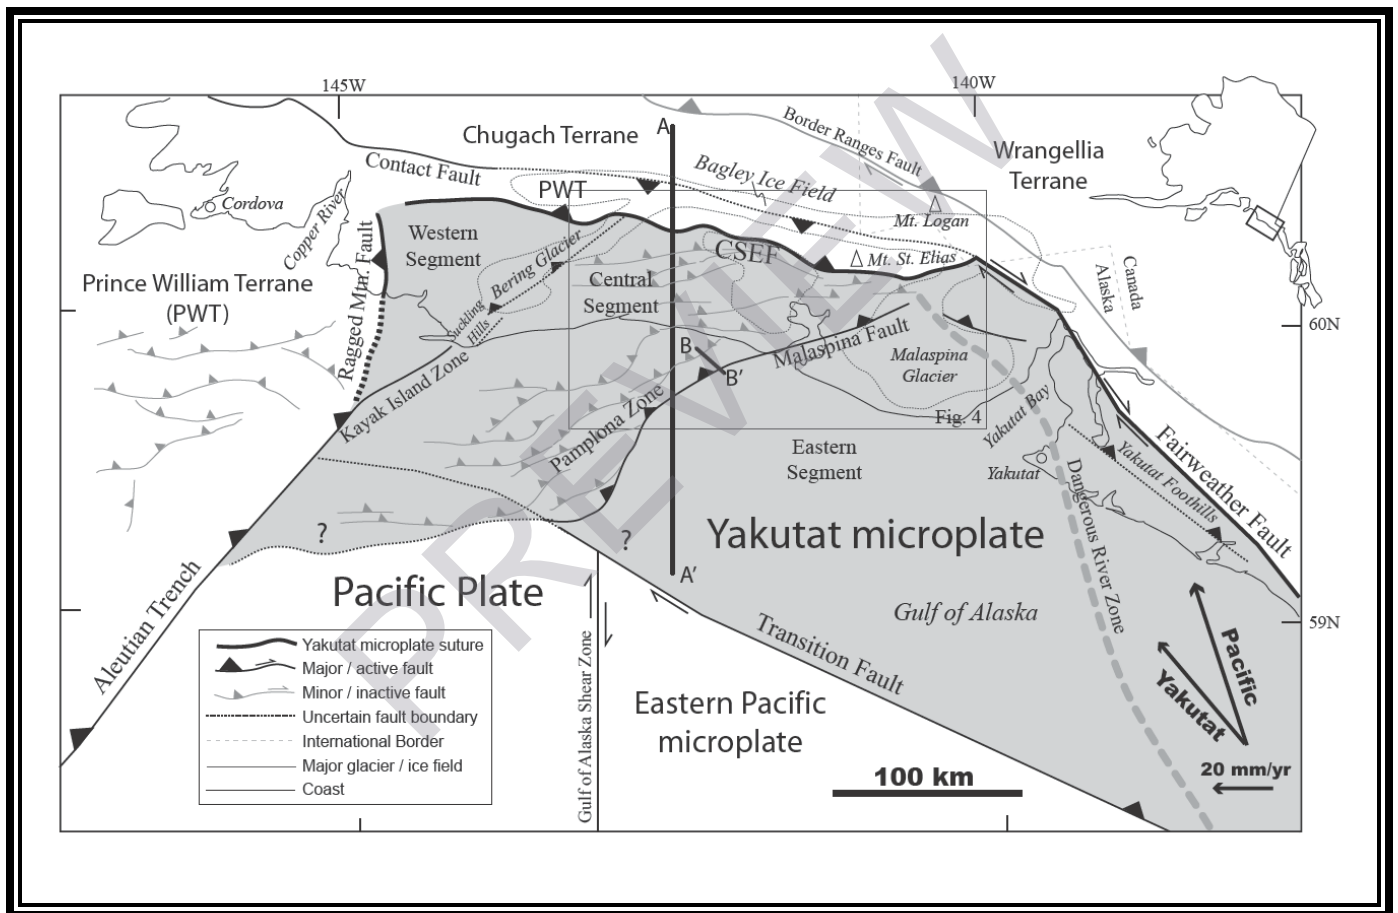 145W
140W
Chugach Terrane
A
Border Ranges Fault
Wrangellia
Terrane
Contact Fault
Bagley Ice Field
PWT
Cordova
Copper River
Mt. Logan
Western
Segment
CSEF
Mt. St. Elias
Bering Glacier
Canada
Alaska
Prince William Terrane
(PWT)
Ragged Mtn. Fault
Central
Segment
Suckling
Hills
60N
B
B'
Malaspina Fault
Malaspina
Glacier
Kayak Island Zone
Pamplona Zone
Fig. 4
Yakutat Bay
Eastern
Segment
Yakutat
Yakutat Foothills
Fairweather Fault
Dangerous River Zone
?
?
Yakutat microplate
A'
Pacific Plate
Gulf of Alaska
59N
Aleutian Trench
Transition Fault
Gulf of Alaska Shear Zone
Eastern Pacific
microplate
Pacific
Yakutat
20 mm/yr
100 km
Yakutat microplate suture
Major / active fault
Minor / inactive fault
Uncertain fault boundary
International Border
Major glacier / ice field
Coast
PREVIEW